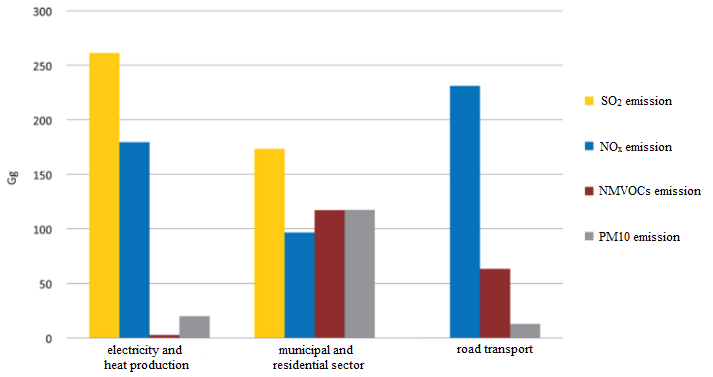 300
250
200
150
100
50
0
Gg
electricity and
heat production
municipal and
residential sector
road transport
SO₂ emission
NOₓ emission
NMVOCs emission
PM10 emission